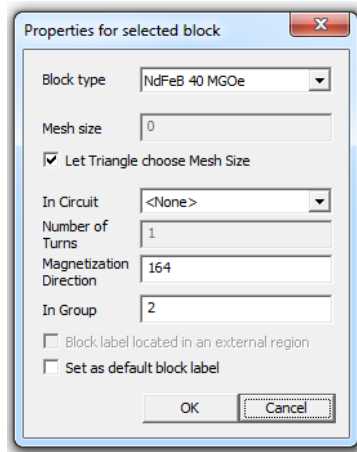 Properties for selected block
Block type NdFeB 40 MGOe
Mesh size 0
Let Triangle choose Mesh Size
In Circuit <None>
Number of
Turns 1
Magnetization
Direction 164
In Group 2
Block label located in an external region
Set as default block label
OK Cancel